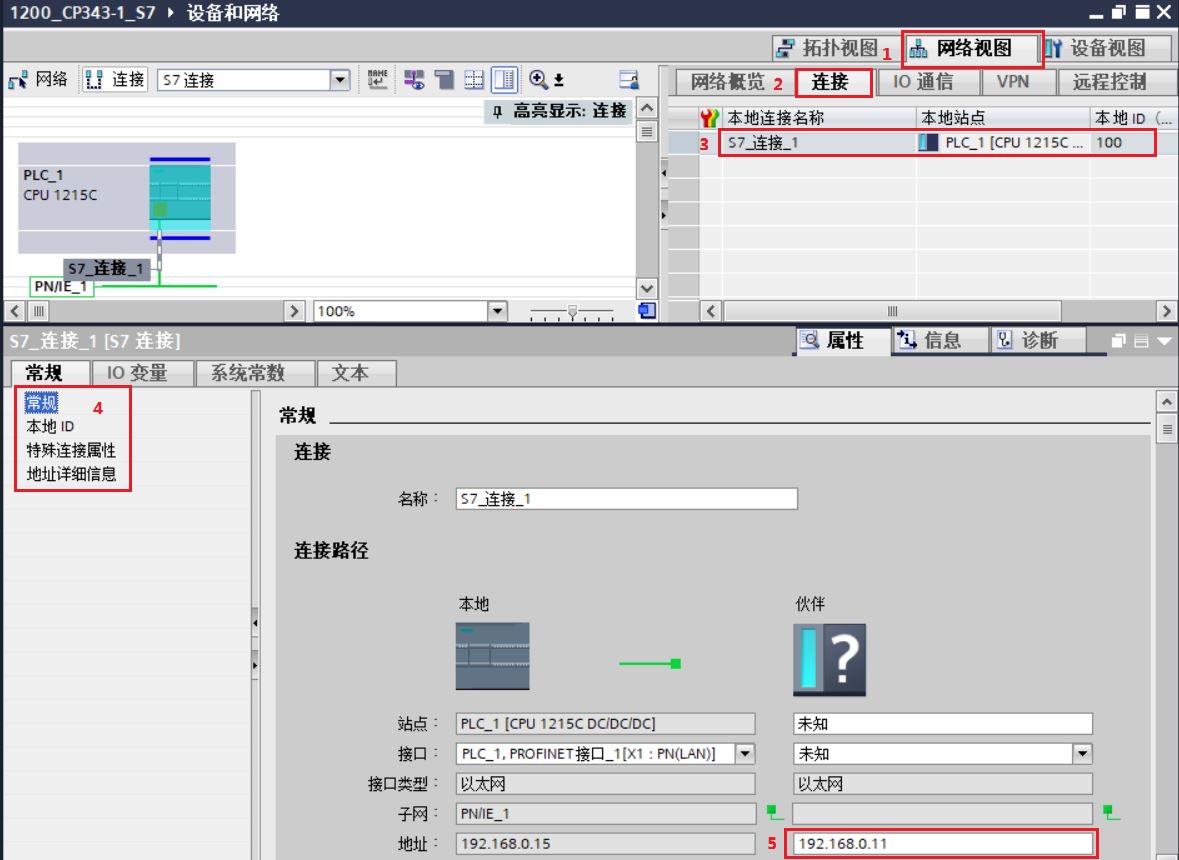 1200_CP343-1_S7 设备和网络
拓扑视图 1 网络视图 设备视图
网络 连接 S7 连接
网络概览 2 连接 IO 通信 VPN 远程控制
高亮显示: 连接
本地连接名称 本地站点 本地 ID (...
3 S7_连接_1 PLC_1 [CPU 1215C ... 100
PLC_1
CPU 1215C
S7_连接_1
PN/IE_1
100%
S7_连接_1 [S7 连接]
属性 信息 诊断
常规 IO 变量 系统常数 文本
常规 4
本地 ID
特殊连接属性
地址详细信息
常规
连接
名称: S7_连接_1
连接路径
本地 伙伴
?
站点: PLC_1 [CPU 1215C DC/DC/DC] 未知
接口: PLC_1, PROFINET接口_1[X1 : PN(LAN)] 未知
接口类型: 以太网 以太网
子网: PN/IE_1
地址: 192.168.0.15 5 192.168.0.11